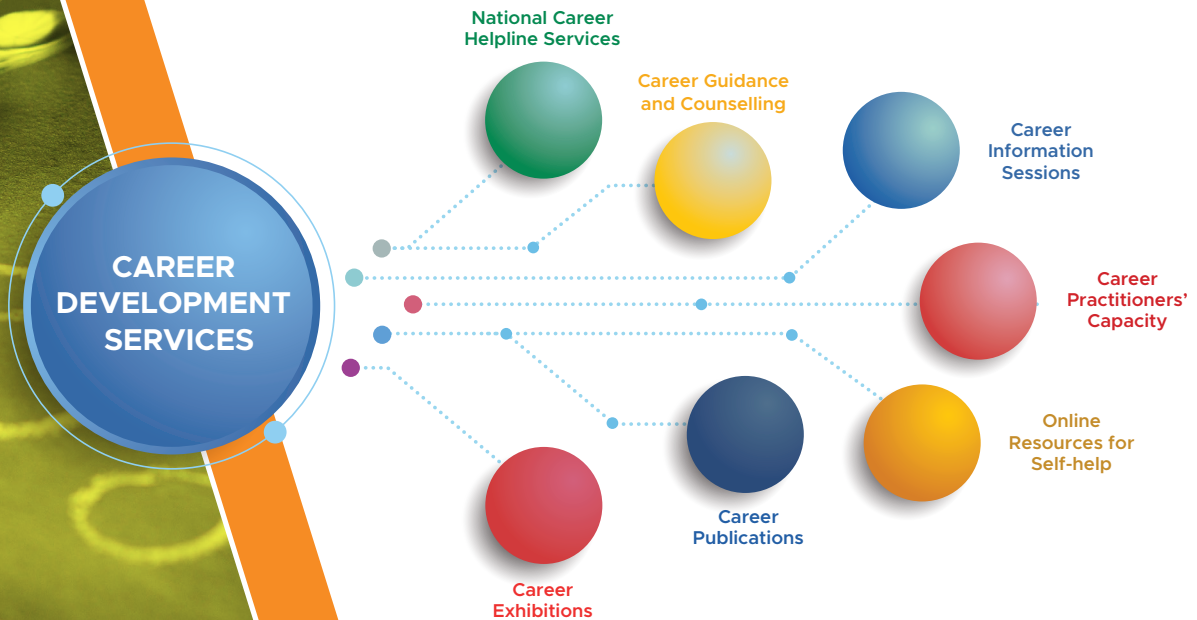 CAREER
DEVELOPMENT
SERVICES
National Career
Helpline Services
Career Guidance
and Counselling
Career
Information
Sessions
Career
Practitioners’
Capacity
Online
Resources for
Self-help
Career
Publications
Career
Exhibitions